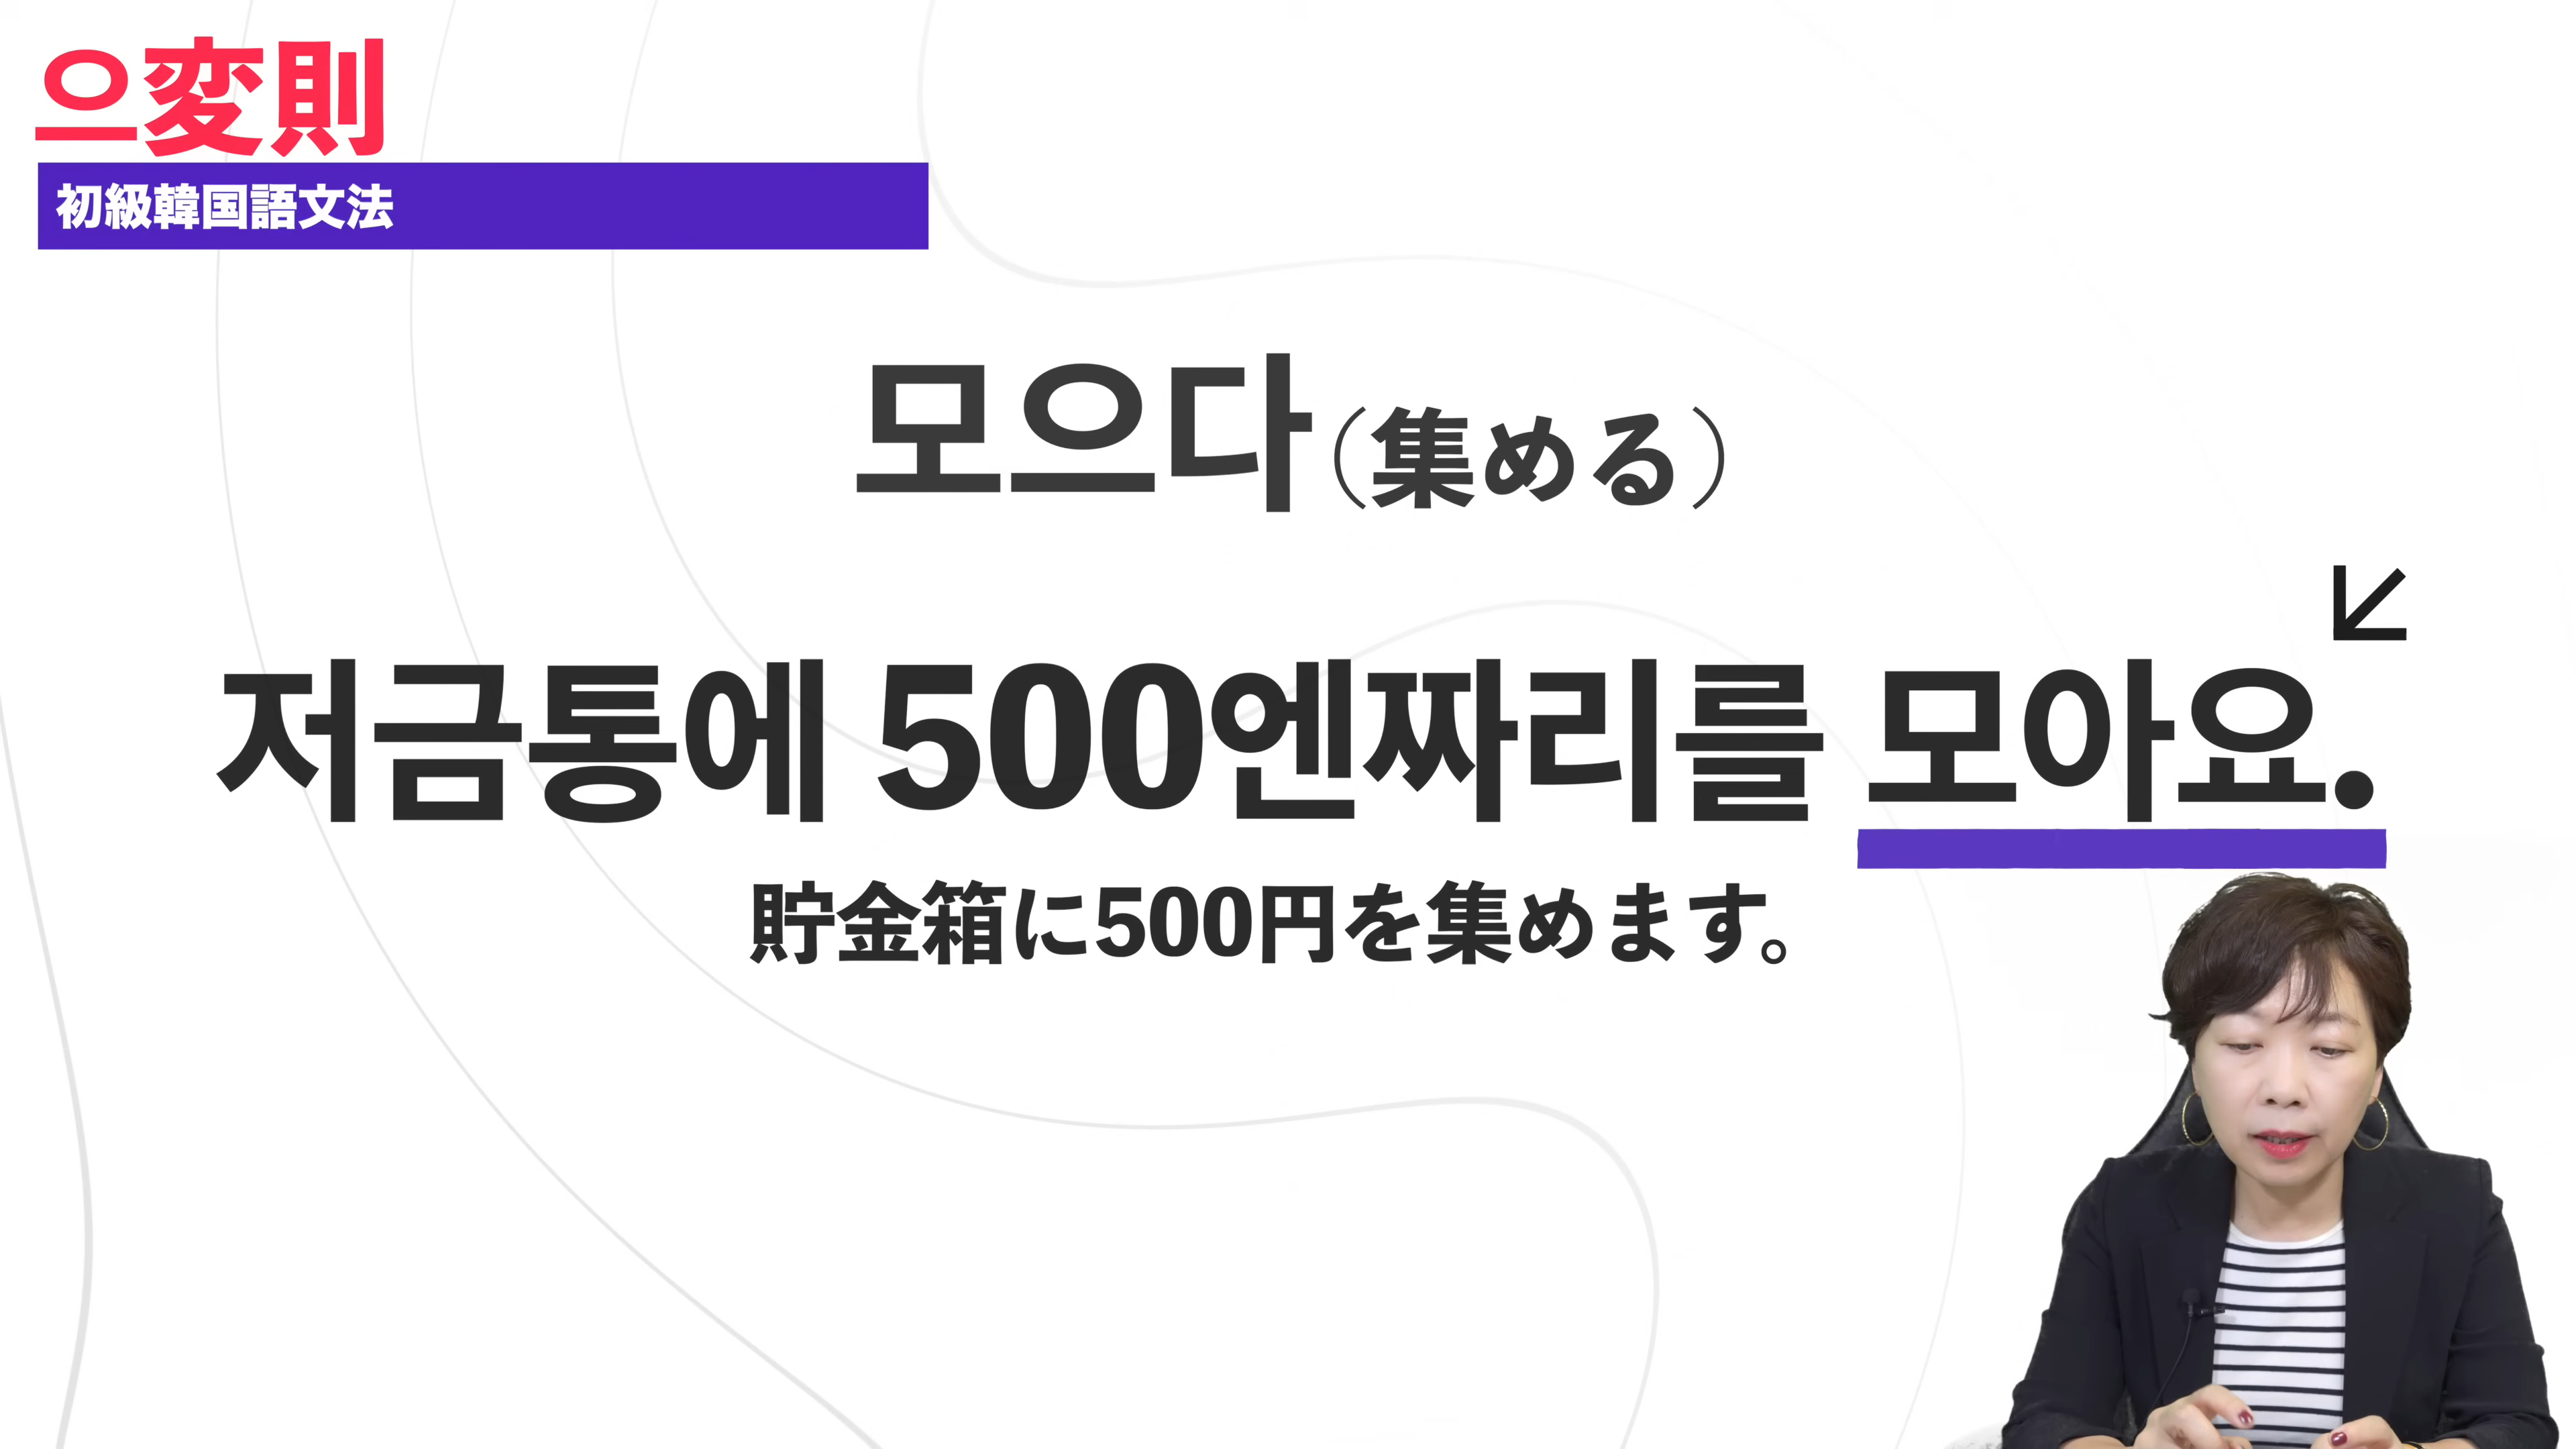 으変則
初級韓国語文法
모으다（集める）
저금통에 500엔짜리를 모아요.
貯金箱に500円を集めます。